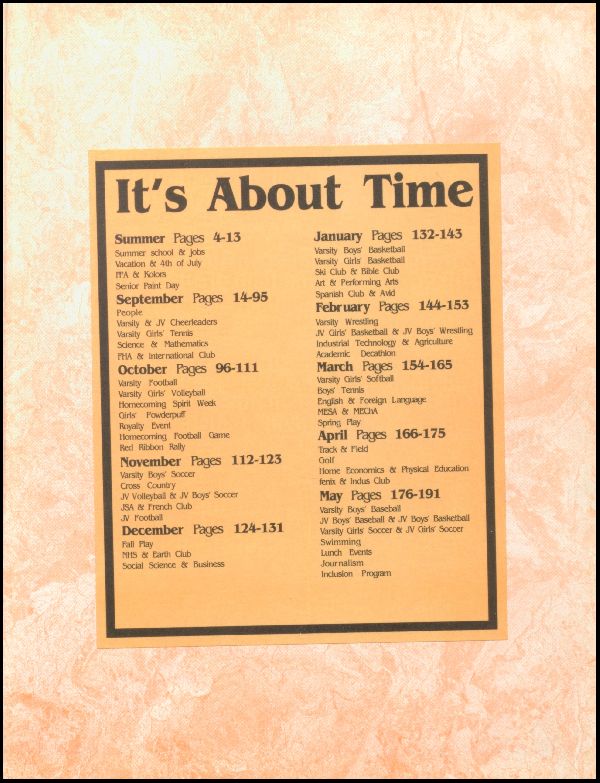 It's About Time
Summer Pages 4-13
Summer school & jobs
Vacation & 4th of July
FFA & Kolors
Senior Paint Day
September Pages 14-95
People
Varsity & JV Cheerleaders
Varsity Girls' Tennis
Science & Mathematics
FHA & International Club
October Pages 96-111
Varsity Football
Varsity Girls' Volleyball
Homecoming Spirit Week
Girls' Powderpuff
Royalty Event
Homecoming Football Game
Red Ribbon Rally
November Pages 112-123
Varsity Boys' Soccer
Cross Country
JV Volleyball & JV Boys' Soccer
JSA & French Club
JV Football
December Pages 124-131
Fall Play
NHS & Earth Club
Social Science & Business
January Pages 132-143
Varsity Boys' Basketball
Varsity Girls' Basketball
Ski Club & Bible Club
Art & Performing Arts
Spanish Club & Avid
February Pages 144-153
Varsity Wrestling
JV Girls' Basketball & JV Boys' Wrestling
Industrial Technology & Agriculture
Academic Decathlon
March Pages 154-165
Varsity Girls' Softball
Boys' Tennis
English & Foreign Language
MESA & MEChA
Spring Play
April Pages 166-175
Track & Field
Golf
Home Economics & Physical Education
fenix & Indus Club
May Pages 176-191
Varsity Boys' Baseball
JV Boys' Baseball & JV Boys' Basketball
Varsity Girls' Soccer & JV Girls' Soccer
Swimming
Lunch Events
Journalism
Inclusion Program